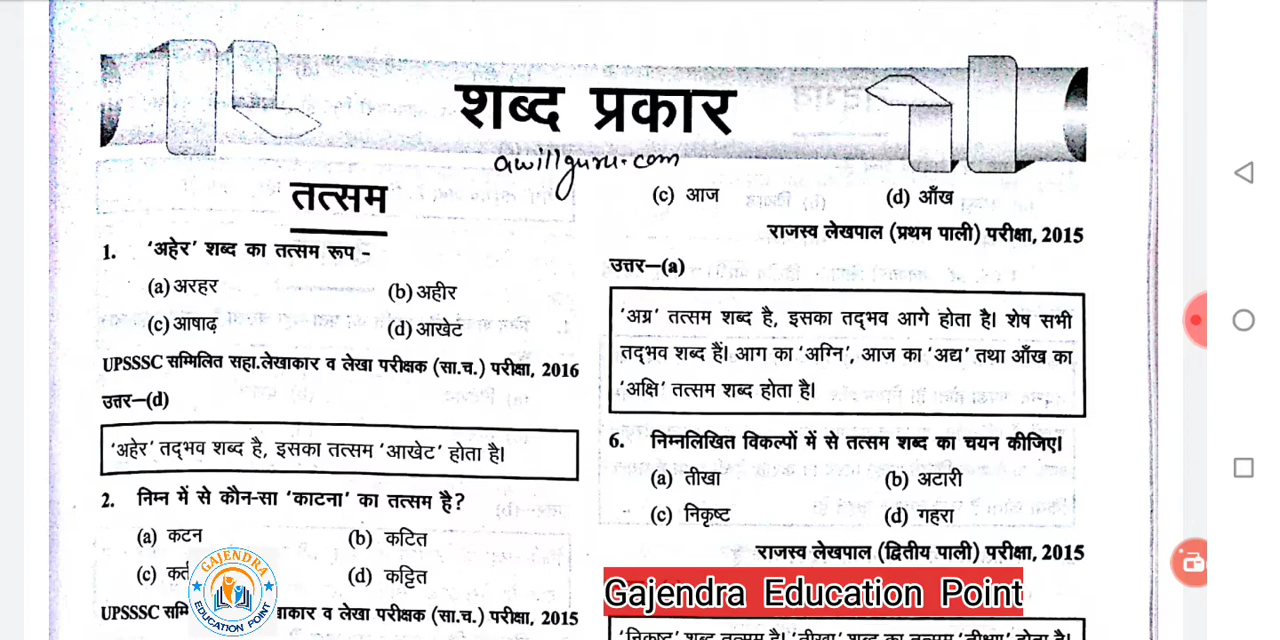 शब्द प्रकार
awillguru.com
तत्सम
1. ‘अहेर’ शब्द का तत्सम रूप -
(a) अरहर (b) अहीर
(c) आषाढ़ (d) आखेट
UPSSSC सम्मिलित सहा.लेखाकार व लेखा परीक्षक (सा.च.) परीक्षा, 2016
उत्तर—(d)
‘अहेर’ तद्भव शब्द है, इसका तत्सम ‘आखेट’ होता है।
2. निम्न में से कौन-सा ‘काटना’ का तत्सम है?
(a) कटन (b) कटित
(c) (d) कट्टित
UPSSSC लेखा परीक्षक (सा.च.) परीक्षा, 2015
GAJENDRA
EDUCATION POINT
(c) आज (d) आँख
राजस्व लेखपाल (प्रथम पाली) परीक्षा, 2015
उत्तर—(a)
‘अग्र’ तत्सम शब्द है, इसका तद्भव आगे होता है। शेष सभी
तद्भव शब्द हैं। आग का ‘अग्नि’, आज का ‘अद्य’ तथा आँख का
‘अक्षि’ तत्सम शब्द होता है।
6. निम्नलिखित विकल्पों में से तत्सम शब्द का चयन कीजिए।
(a) तीखा (b) अटारी
(c) निकृष्ट (d) गहरा
राजस्व लेखपाल (द्वितीय पाली) परीक्षा, 2015
Gajendra Education Point